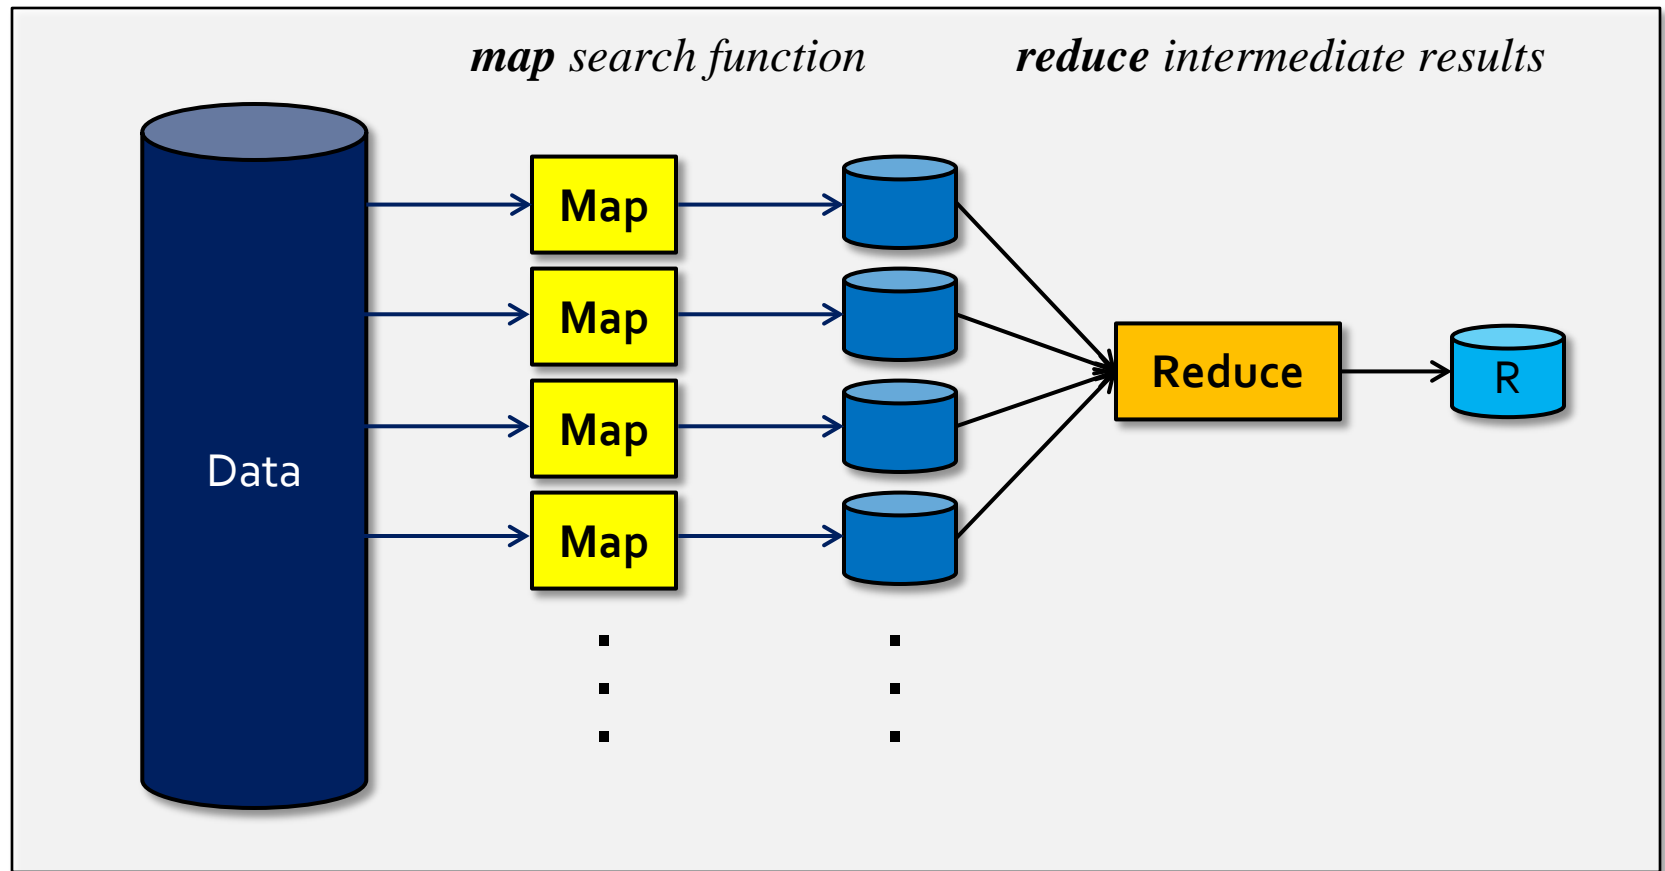 map search function
reduce intermediate results
Data
Map
Map
Map
Map
Reduce
R